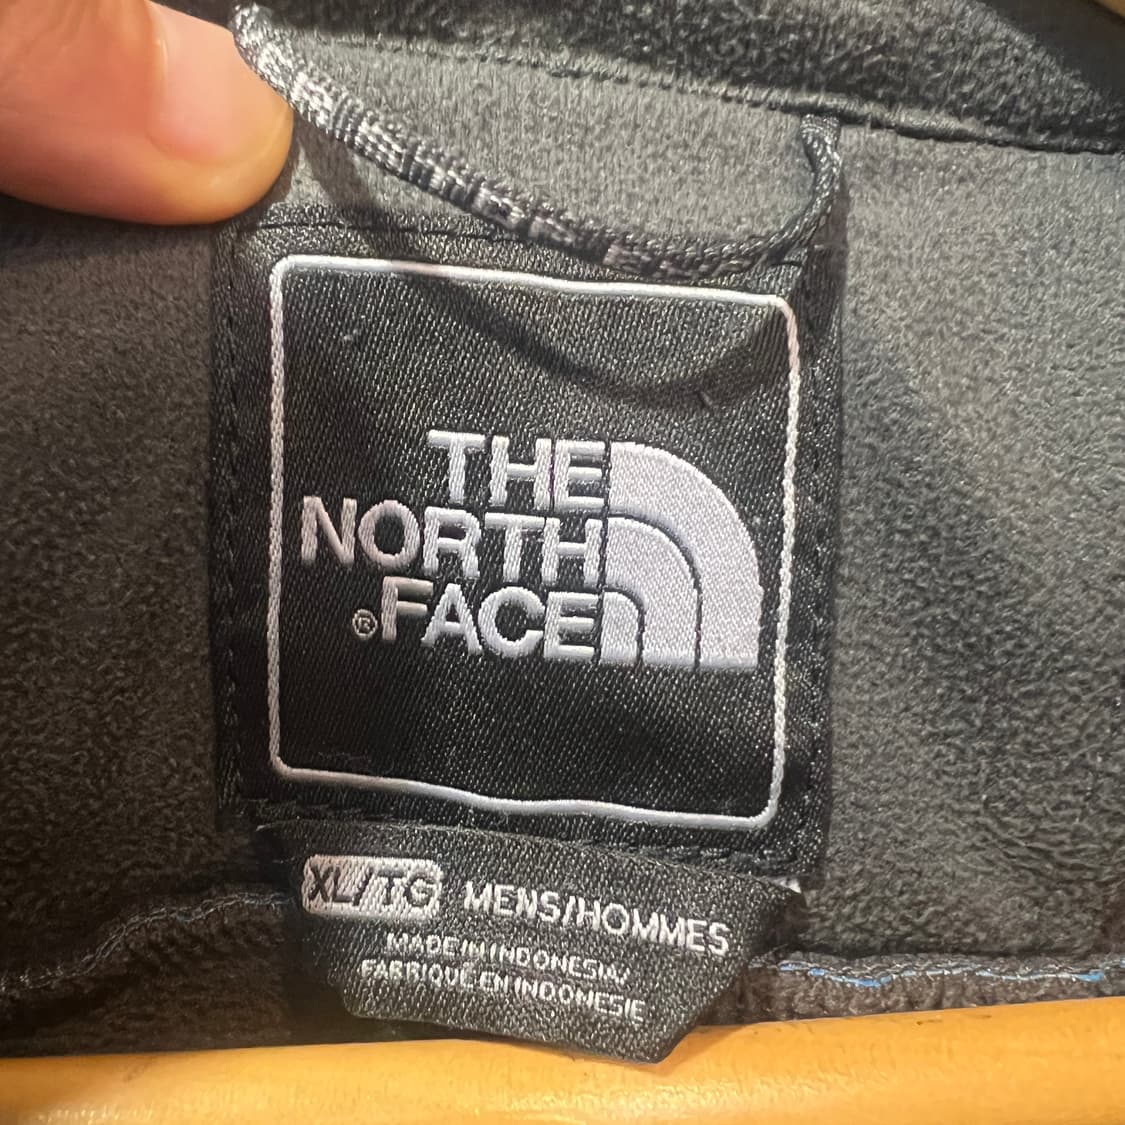 THE
NORTH
®FACE
XL/TG MENS/HOMMES
MADE IN INDONESIA/
FABRIQUÉ EN INDONESIE